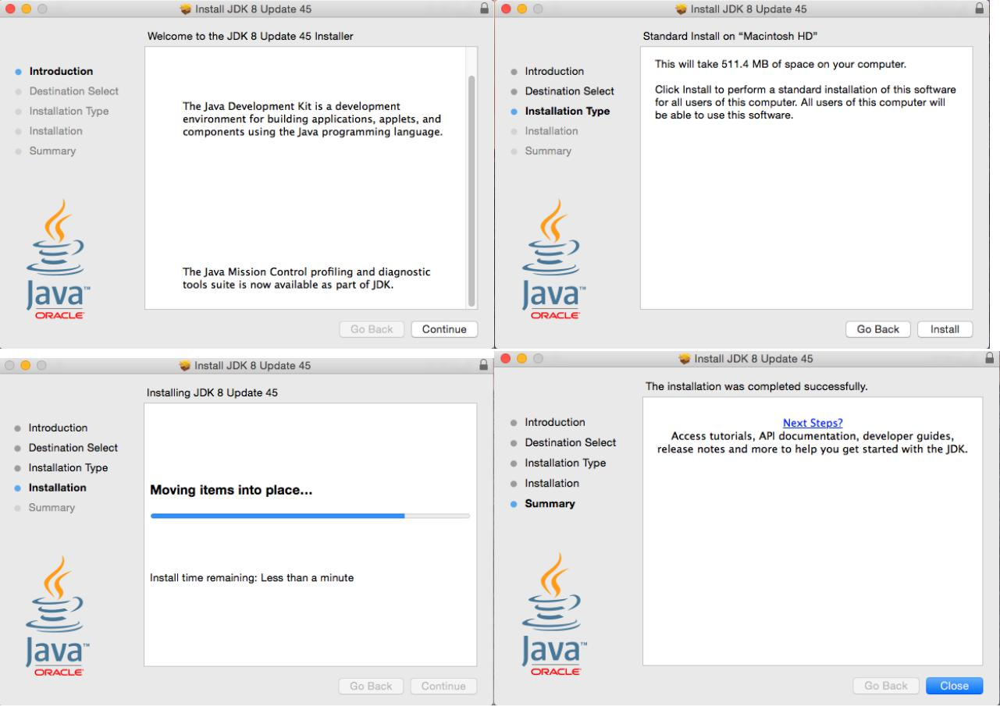 Install JDK 8 Update 45
Welcome to the JDK 8 Update 45 Installer
Introduction
Destination Select
Installation Type
Installation
Summary
The Java Development Kit is a development
environment for building applications, applets, and
components using the Java programming language.
The Java Mission Control profiling and diagnostic
tools suite is now available as part of JDK.
Java™
ORACLE
Go Back
Continue
Install JDK 8 Update 45
Standard Install on “Macintosh HD”
Introduction
Destination Select
Installation Type
Installation
Summary
This will take 511.4 MB of space on your computer.
Click Install to perform a standard installation of this software
for all users of this computer. All users of this computer will
be able to use this software.
Java™
ORACLE
Go Back
Install
Install JDK 8 Update 45
Installing JDK 8 Update 45
Introduction
Destination Select
Installation Type
Installation
Summary
Moving items into place...
Install time remaining: Less than a minute
Java™
ORACLE
Go Back
Continue
Install JDK 8 Update 45
The installation was completed successfully.
Introduction
Destination Select
Installation Type
Installation
Summary
Next Steps?
Access tutorials, API documentation, developer guides,
release notes and more to help you get started with the JDK.
Java™
ORACLE
Go Back
Close